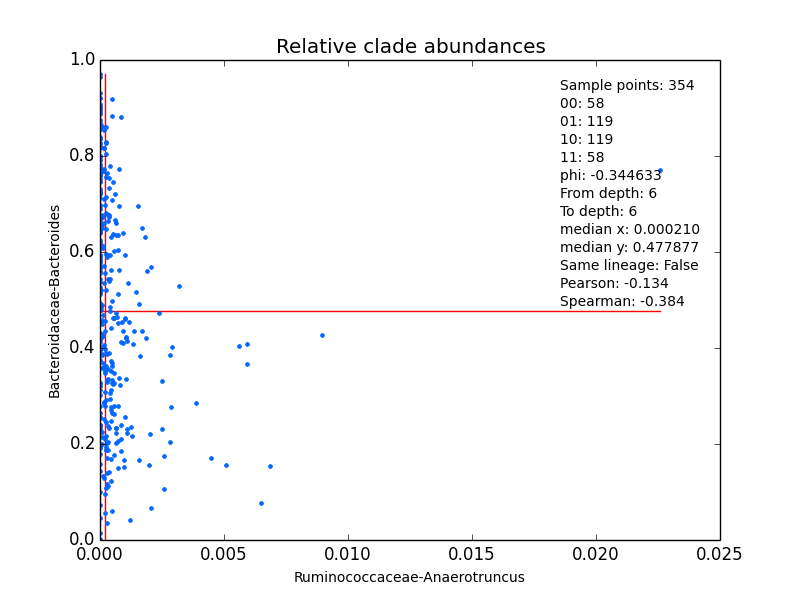 Relative clade abundances
Sample points: 354
00: 58
01: 119
10: 119
11: 58
phi: -0.344633
From depth: 6
To depth: 6
median x: 0.000210
median y: 0.477877
Same lineage: False
Pearson: -0.134
Spearman: -0.384
1.0
0.8
0.6
0.4
0.2
0.0
Bacteroidaceae-Bacteroides
0.000
0.005
0.010
0.015
0.020
0.025
Ruminococcaceae-Anaerotruncus